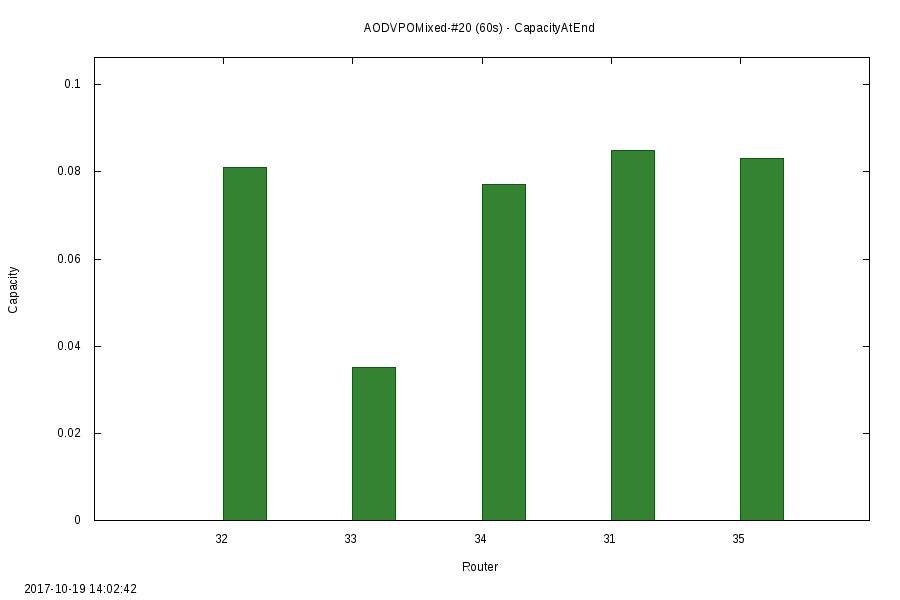 AODVPOMixed-#20 (60s) - CapacityAtEnd
0.1
0.08
0.06
0.04
0.02
0
Capacity
32 33 34 31 35
Router
2017-10-19 14:02:42